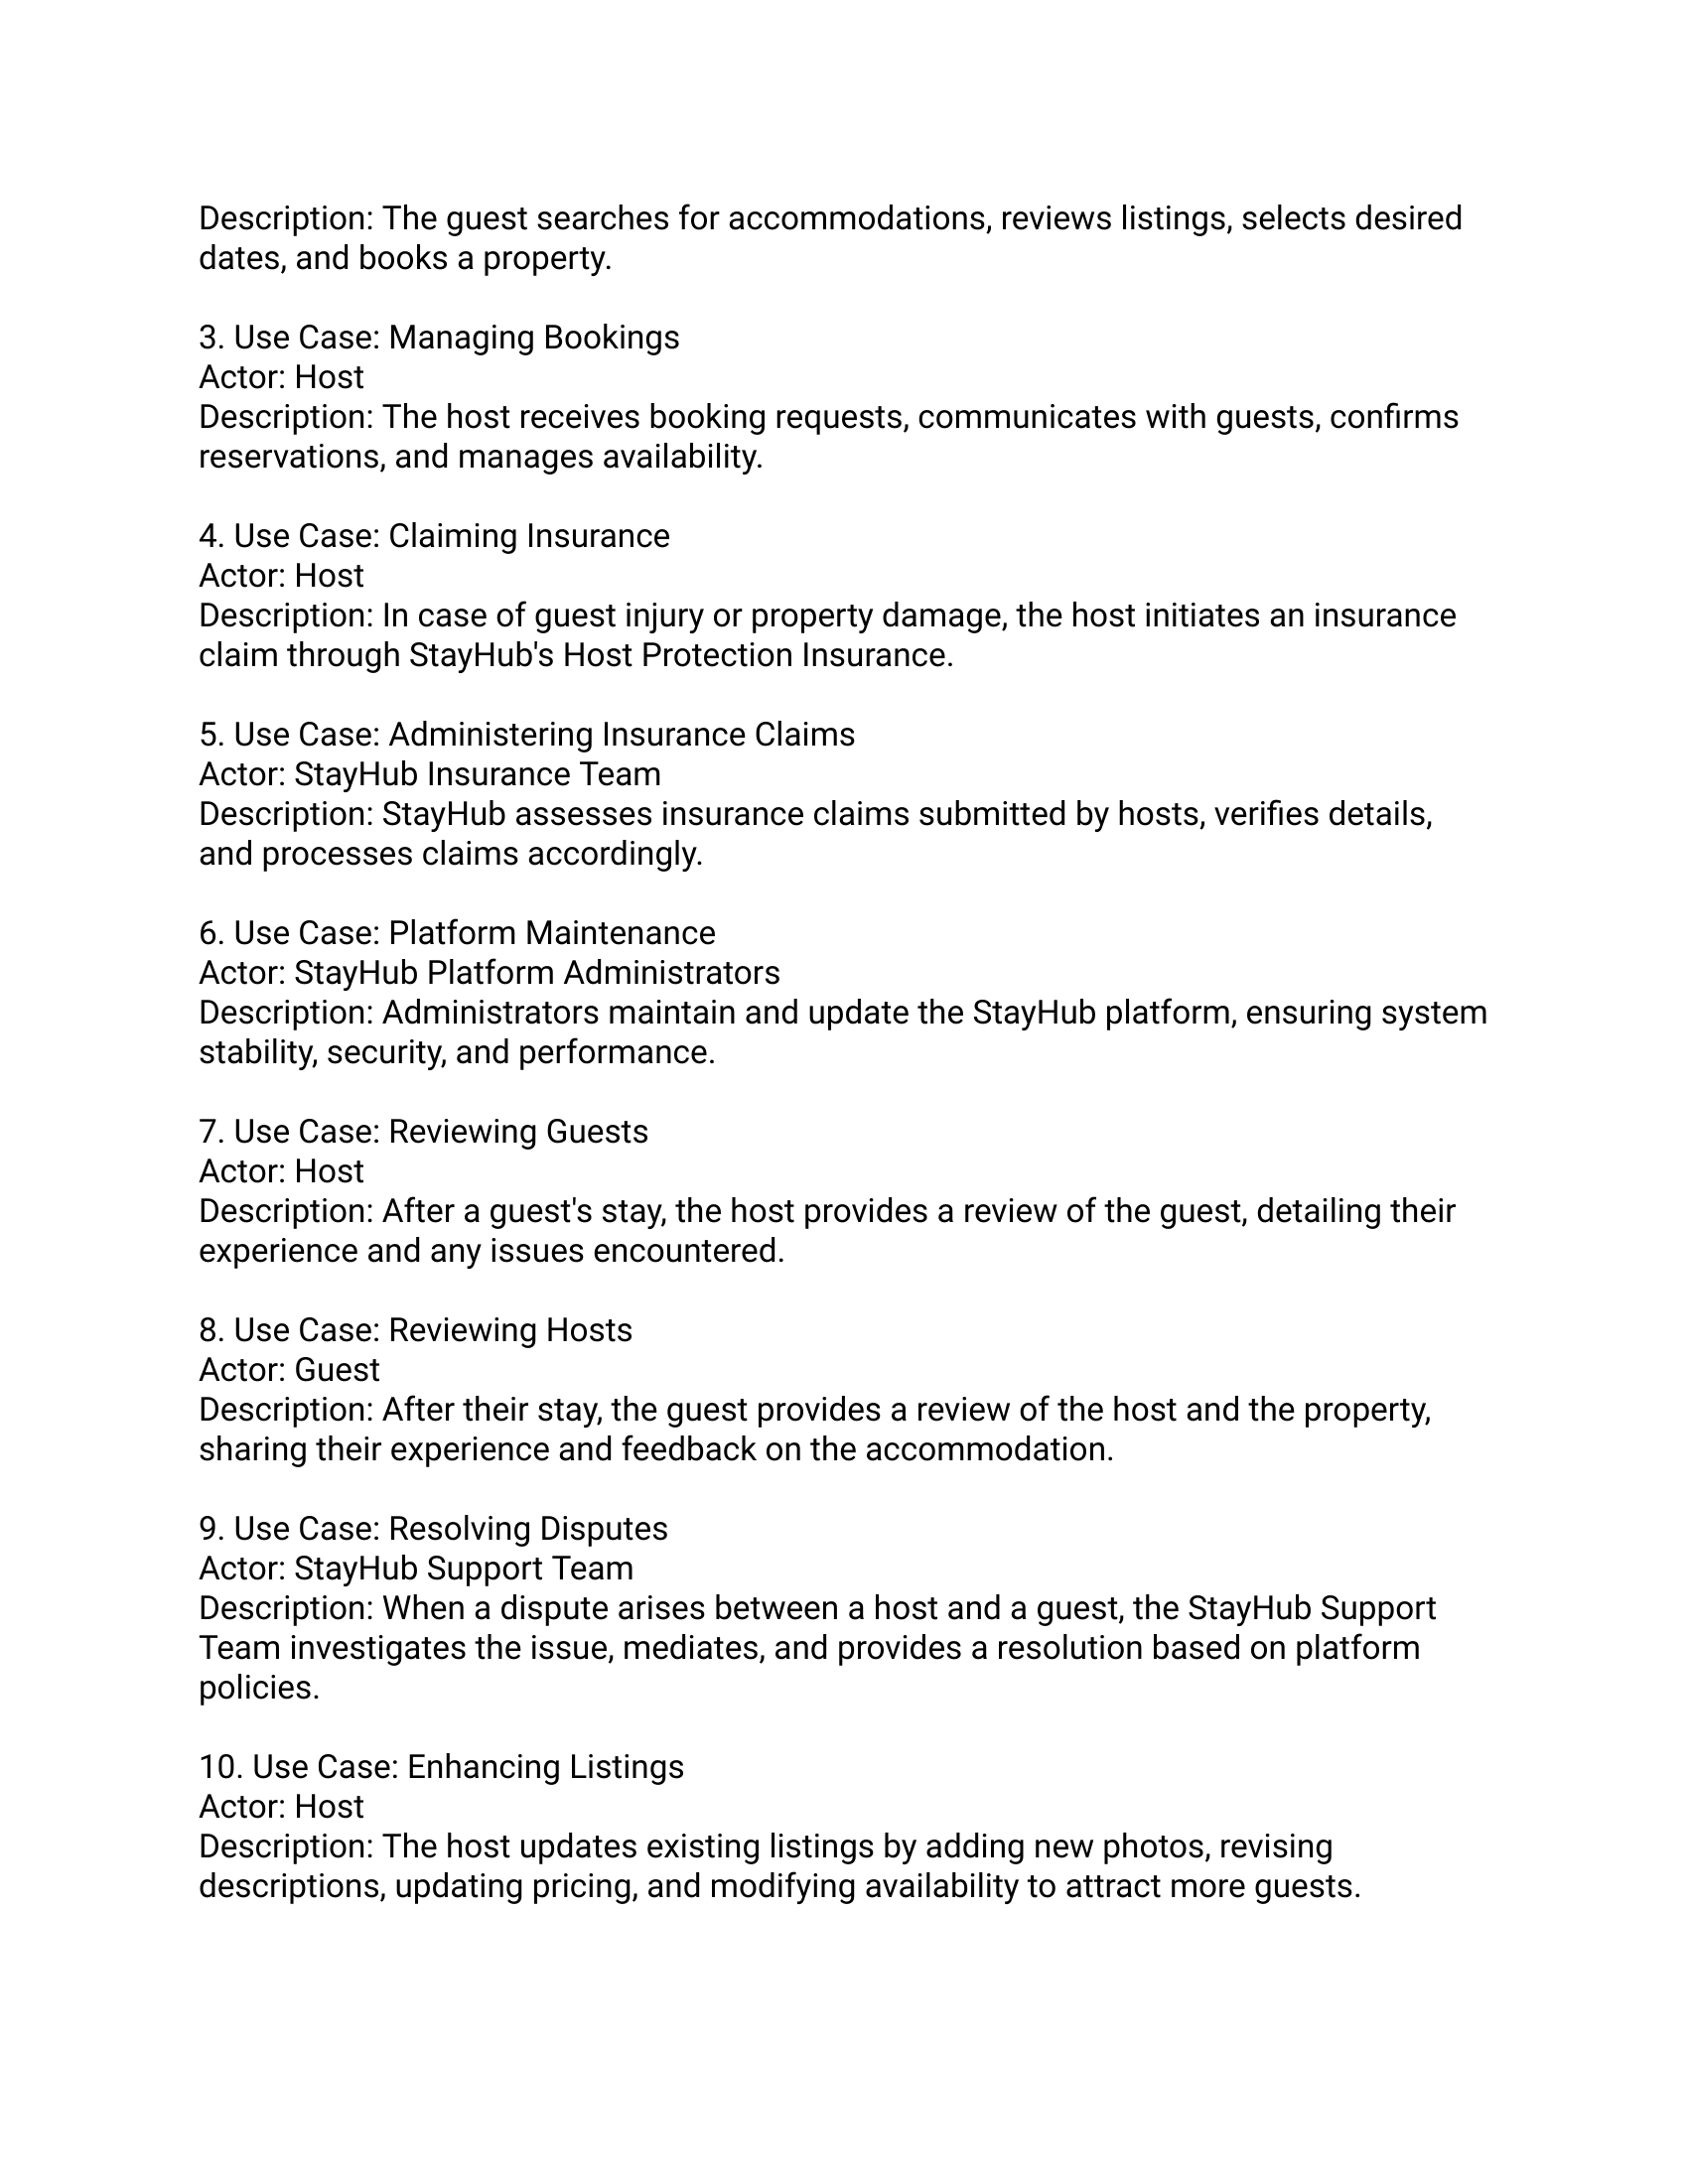 Description: The guest searches for accommodations, reviews listings, selects desired
dates, and books a property.
3. Use Case: Managing Bookings
Actor: Host
Description: The host receives booking requests, communicates with guests, confirms
reservations, and manages availability.
4. Use Case: Claiming Insurance
Actor: Host
Description: In case of guest injury or property damage, the host initiates an insurance
claim through StayHub's Host Protection Insurance.
5. Use Case: Administering Insurance Claims
Actor: StayHub Insurance Team
Description: StayHub assesses insurance claims submitted by hosts, verifies details,
and processes claims accordingly.
6. Use Case: Platform Maintenance
Actor: StayHub Platform Administrators
Description: Administrators maintain and update the StayHub platform, ensuring system
stability, security, and performance.
7. Use Case: Reviewing Guests
Actor: Host
Description: After a guest's stay, the host provides a review of the guest, detailing their
experience and any issues encountered.
8. Use Case: Reviewing Hosts
Actor: Guest
Description: After their stay, the guest provides a review of the host and the property,
sharing their experience and feedback on the accommodation.
9. Use Case: Resolving Disputes
Actor: StayHub Support Team
Description: When a dispute arises between a host and a guest, the StayHub Support
Team investigates the issue, mediates, and provides a resolution based on platform
policies.
10. Use Case: Enhancing Listings
Actor: Host
Description: The host updates existing listings by adding new photos, revising
descriptions, updating pricing, and modifying availability to attract more guests.